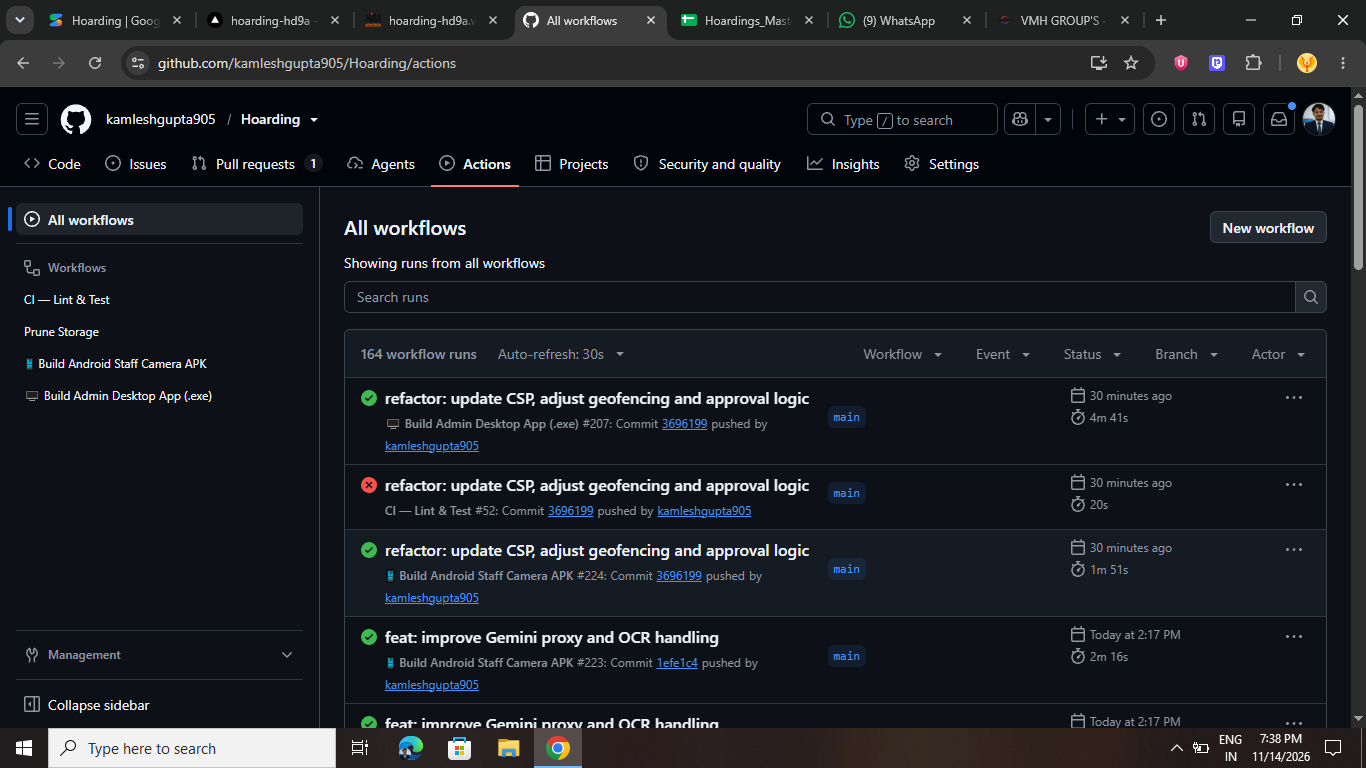 Hoarding | Goog
hoarding-hd9a -
hoarding-hd9a.v
All workflows
Hoardings_Mast
(9) WhatsApp
VMH GROUP'S
github.com/kamleshgupta905/Hoarding/actions
kamleshgupta905 / Hoarding
Type / to search
Code
Issues
Pull requests 1
Agents
Actions
Projects
Security and quality
Insights
Settings
All workflows
Workflows
CI — Lint & Test
Prune Storage
Build Android Staff Camera APK
Build Admin Desktop App (.exe)
Management
Collapse sidebar
All workflows
New workflow
Showing runs from all workflows
Search runs
164 workflow runs Auto-refresh: 30s Workflow Event Status Branch Actor
refactor: update CSP, adjust geofencing and approval logic
Build Admin Desktop App (.exe) #207: Commit 3696199 pushed by
kamleshgupta905
main
30 minutes ago
4m 41s
refactor: update CSP, adjust geofencing and approval logic
CI — Lint & Test #52: Commit 3696199 pushed by kamleshgupta905
main
30 minutes ago
20s
refactor: update CSP, adjust geofencing and approval logic
Build Android Staff Camera APK #224: Commit 3696199 pushed by
kamleshgupta905
main
30 minutes ago
1m 51s
feat: improve Gemini proxy and OCR handling
Build Android Staff Camera APK #223: Commit 1efe1c4 pushed by
kamleshgupta905
main
Today at 2:17 PM
2m 16s
feat: improve Gemini proxy and OCR handling
Today at 2:17 PM
Type here to search
ENG
IN
7:38 PM
11/14/2026